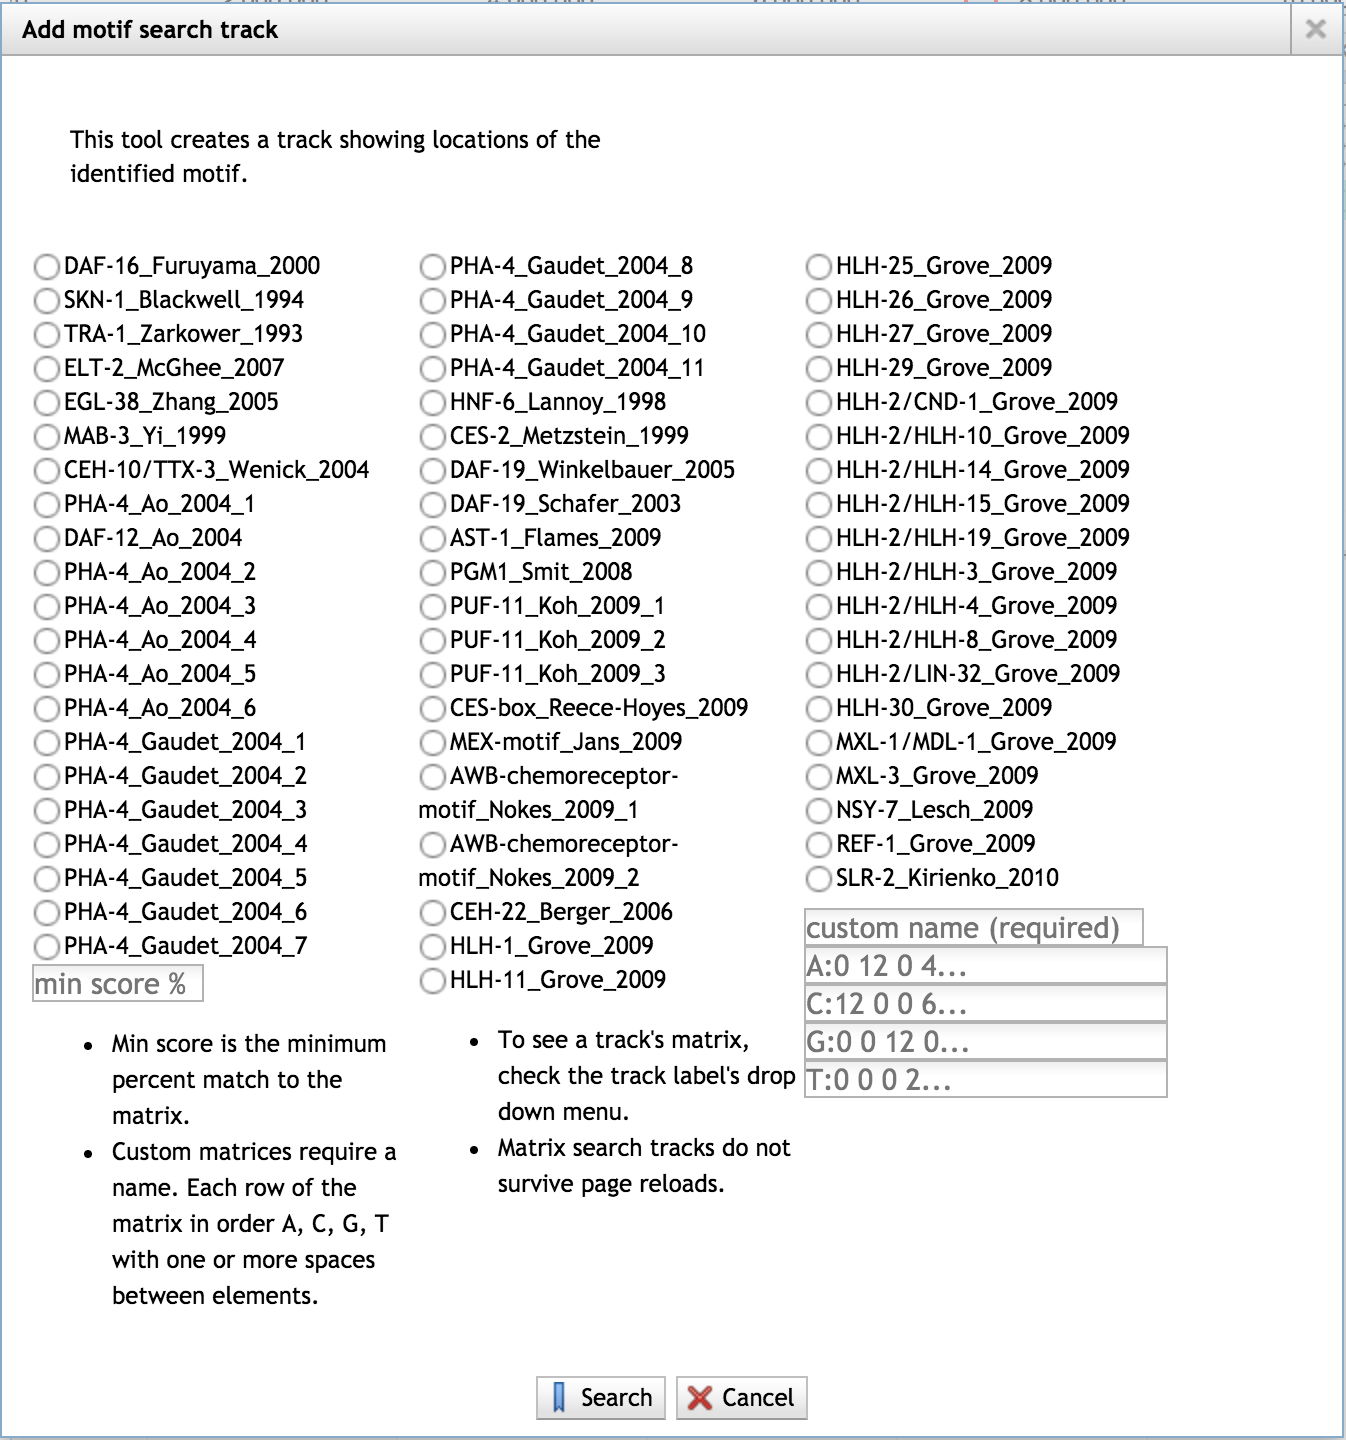 Add motif search track
This tool creates a track showing locations of the
identified motif.
DAF-16_Furuyama_2000
SKN-1_Blackwell_1994
TRA-1_Zarkower_1993
ELT-2_McGhee_2007
EGL-38_Zhang_2005
MAB-3_Yi_1999
CEH-10/TTX-3_Wenick_2004
PHA-4_Ao_2004_1
DAF-12_Ao_2004
PHA-4_Ao_2004_2
PHA-4_Ao_2004_3
PHA-4_Ao_2004_4
PHA-4_Ao_2004_5
PHA-4_Ao_2004_6
PHA-4_Gaudet_2004_1
PHA-4_Gaudet_2004_2
PHA-4_Gaudet_2004_3
PHA-4_Gaudet_2004_4
PHA-4_Gaudet_2004_5
PHA-4_Gaudet_2004_6
PHA-4_Gaudet_2004_7
min score %
• Min score is the minimum
percent match to the
matrix.
• Custom matrices require a
name. Each row of the
matrix in order A, C, G, T
with one or more spaces
between elements.
PHA-4_Gaudet_2004_8
PHA-4_Gaudet_2004_9
PHA-4_Gaudet_2004_10
PHA-4_Gaudet_2004_11
HNF-6_Lannoy_1998
CES-2_Metzstein_1999
DAF-19_Winkelbauer_2005
DAF-19_Schafer_2003
AST-1_Flames_2009
PGM1_Smit_2008
PUF-11_Koh_2009_1
PUF-11_Koh_2009_2
PUF-11_Koh_2009_3
CES-box_Reece-Hoyes_2009
MEX-motif_Jans_2009
AWB-chemoreceptor-
motif_Nokes_2009_1
AWB-chemoreceptor-
motif_Nokes_2009_2
CEH-22_Berger_2006
HLH-1_Grove_2009
HLH-11_Grove_2009
• To see a track's matrix,
check the track label's drop
down menu.
• Matrix search tracks do not
survive page reloads.
HLH-25_Grove_2009
HLH-26_Grove_2009
HLH-27_Grove_2009
HLH-29_Grove_2009
HLH-2/CND-1_Grove_2009
HLH-2/HLH-10_Grove_2009
HLH-2/HLH-14_Grove_2009
HLH-2/HLH-15_Grove_2009
HLH-2/HLH-19_Grove_2009
HLH-2/HLH-3_Grove_2009
HLH-2/HLH-4_Grove_2009
HLH-2/HLH-8_Grove_2009
HLH-2/LIN-32_Grove_2009
HLH-30_Grove_2009
MXL-1/MDL-1_Grove_2009
MXL-3_Grove_2009
NSY-7_Lesch_2009
REF-1_Grove_2009
SLR-2_Kirienko_2010
custom name (required)
A:0 12 0 4...
C:12 0 0 6...
G:0 0 12 0...
T:0 0 0 2...
Search
Cancel